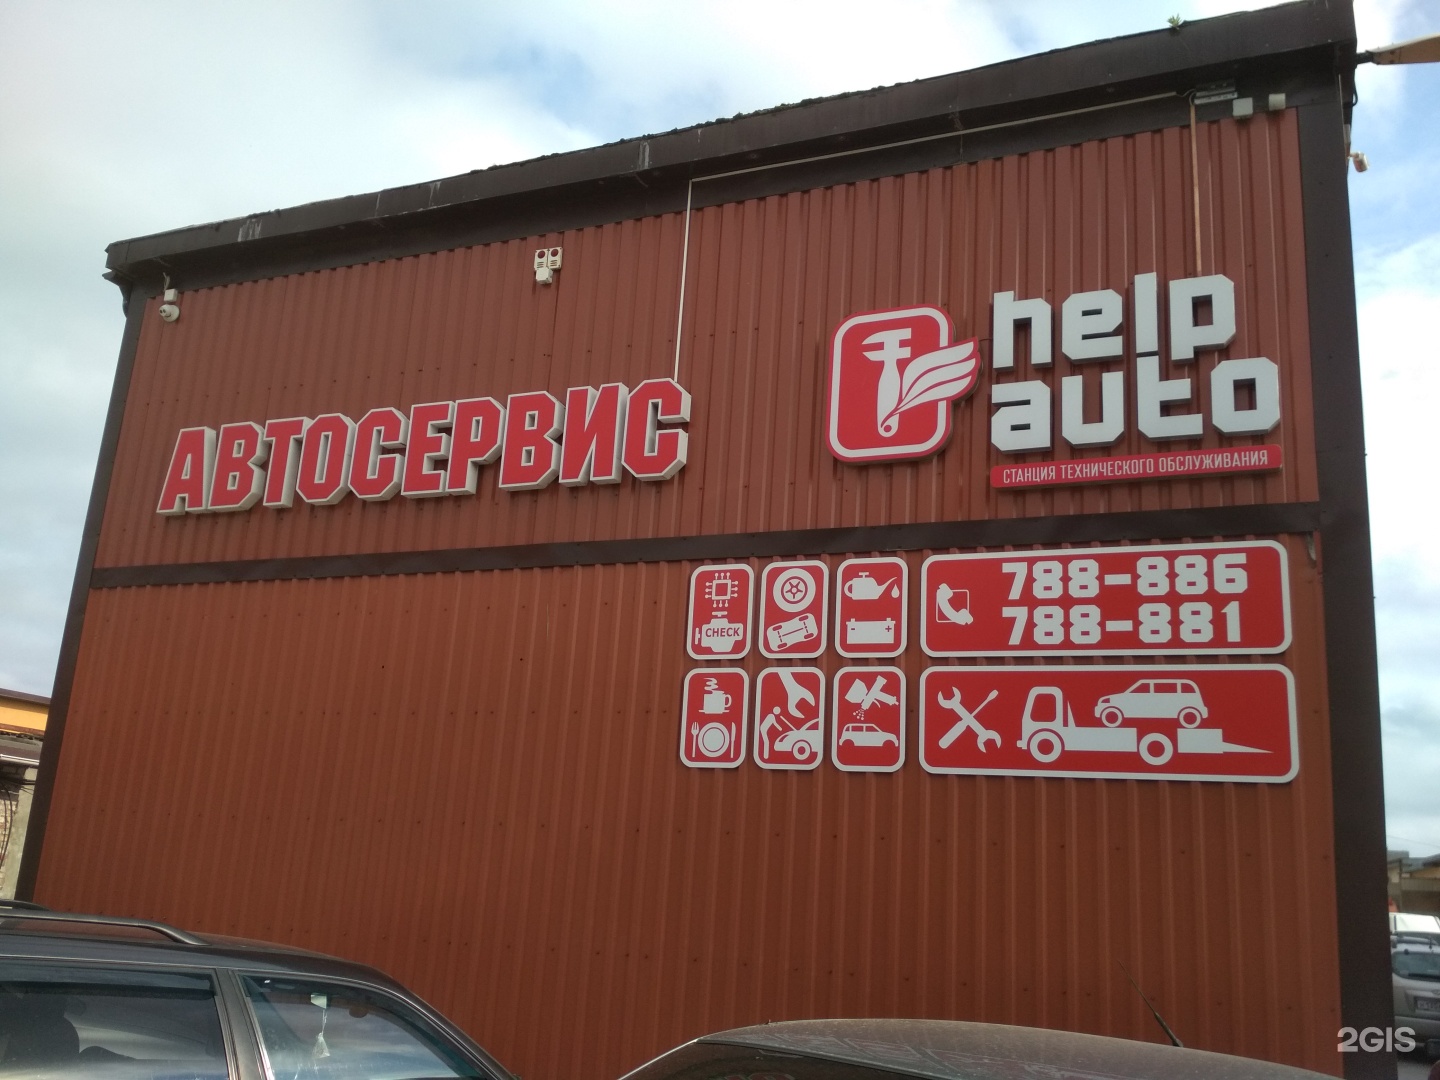 АВТОСЕРВИС
help
auto
СТАНЦИЯ ТЕХНИЧЕСКОГО ОБСЛУЖИВАНИЯ
788-886
788-881
CHECK
2GIS